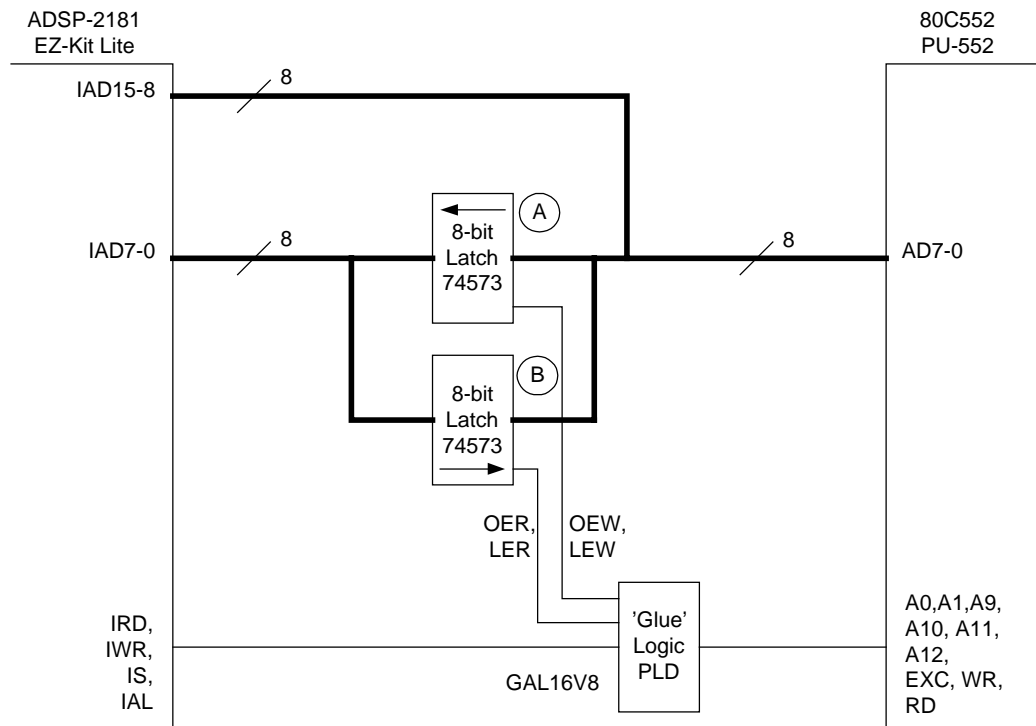 ADSP-2181
EZ-Kit Lite
80C552
PU-552
IAD15-8
8
A
8-bit
Latch
74573
IAD7-0
8
8
AD7-0
B
8-bit
Latch
74573
OER,
LER
OEW,
LEW
IRD,
IWR,
IS,
IAL
'Glue'
Logic
PLD
GAL16V8
A0,A1,A9,
A10, A11,
A12,
EXC, WR,
RD